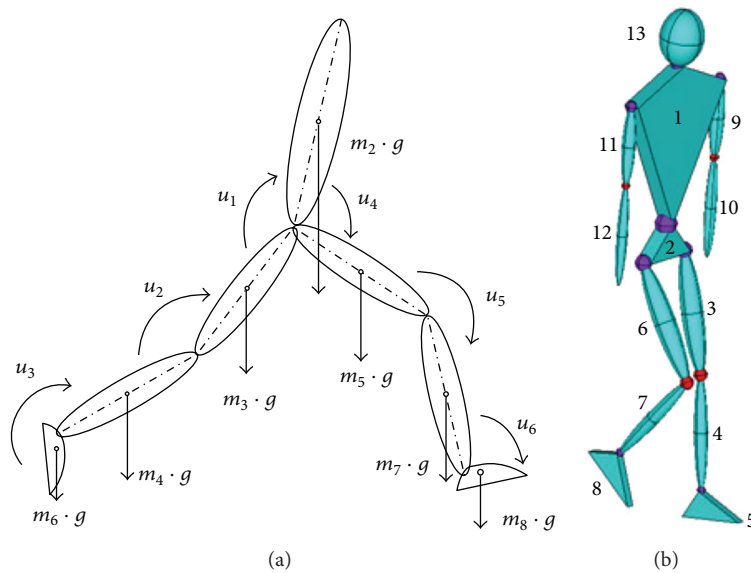 m₂ · g
u₁
u₄
u₂
u₅
u₃
m₃ · g
m₅ · g
u₆
m₄ · g
m₇ · g
m₆ · g
m₈ · g
(a)
13
1
9
11
10
12
2
3
6
7
4
8
5
(b)